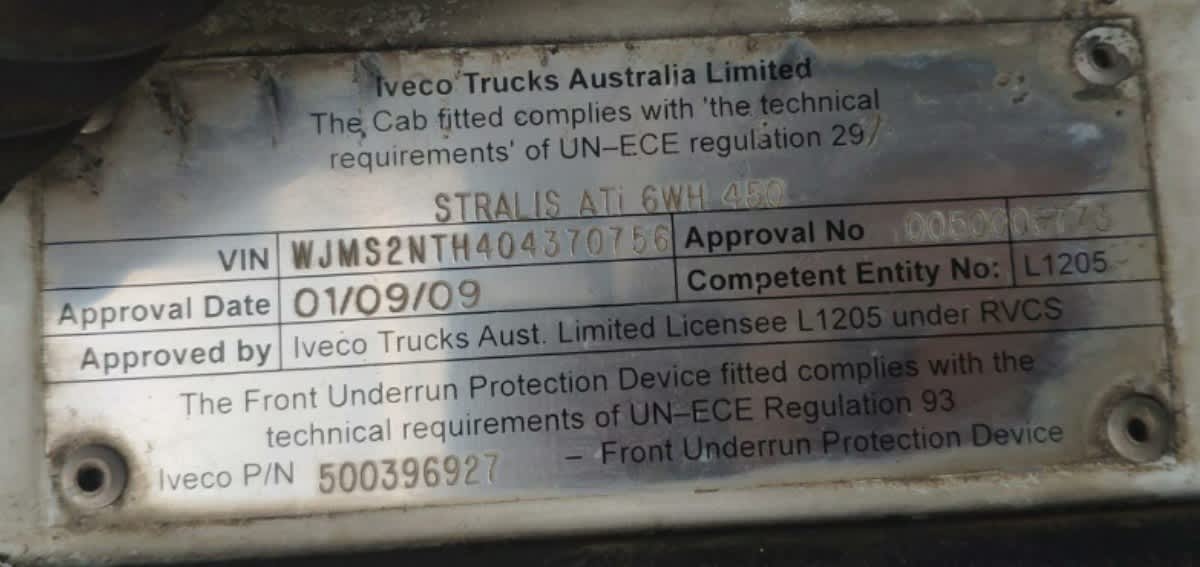 Iveco Trucks Australia Limited
The Cab fitted complies with 'the technical
requirements' of UN–ECE regulation 29
STRALIS ATi 6WH 450
VIN WJMS2NTH404370756 Approval No
Approval Date 01/09/09 Competent Entity No: L1205
Approved by Iveco Trucks Aust. Limited Licensee L1205 under RVCS
The Front Underrun Protection Device fitted complies with the
technical requirements of UN–ECE Regulation 93
Iveco P/N 500396927 – Front Underrun Protection Device